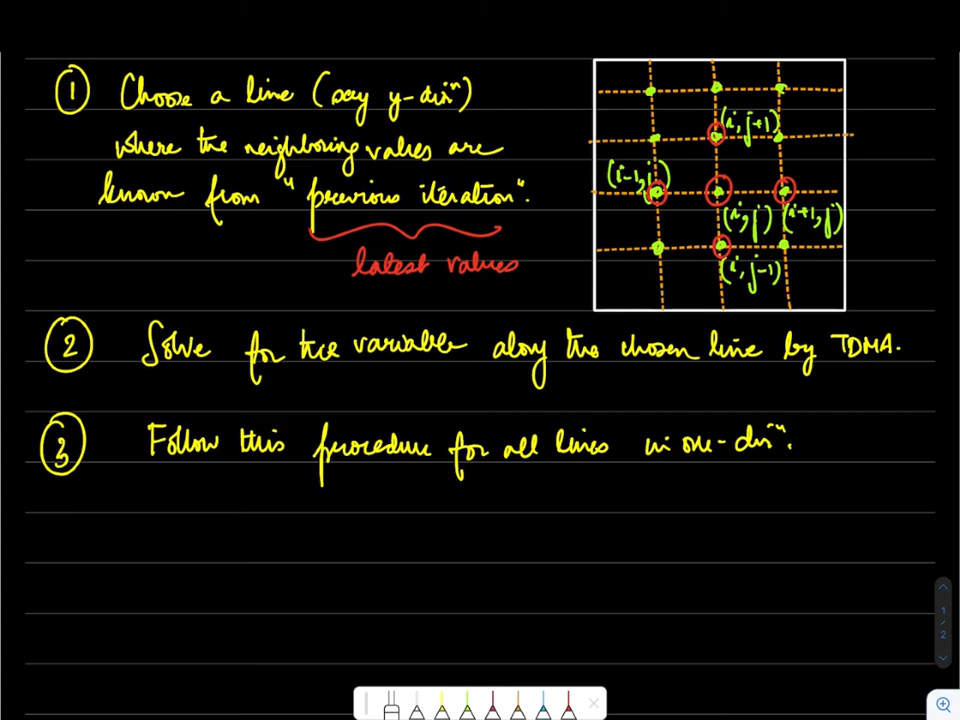 ① Choose a line (say y-dirⁿ)
where the neighboring values are
known from "previous iteration".
latest values
(i,j+1)
(i-1,j)
(i,j) (i+1,j)
(i,j-1)
② Solve for the variable along the chosen line by TDMA.
③ Follow this procedure for all lines in one-dirⁿ.
1
/
2